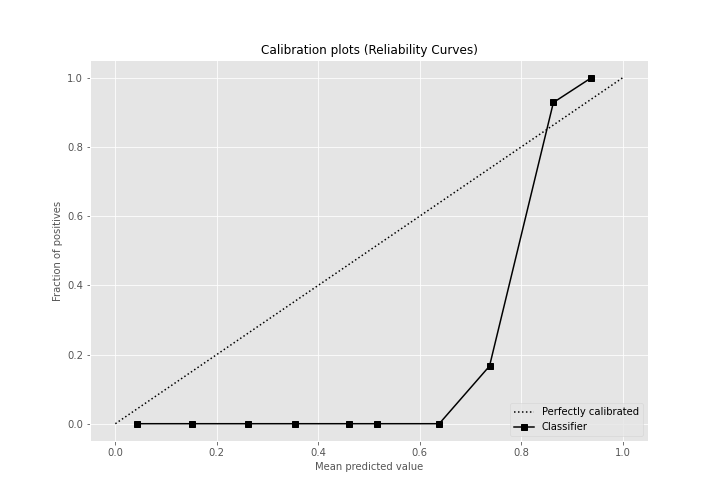 Calibration plots (Reliability Curves)
1.0
0.8
0.6
0.4
0.2
0.0
Fraction of positives
0.0 0.2 0.4 0.6 0.8 1.0
Mean predicted value
Perfectly calibrated
Classifier